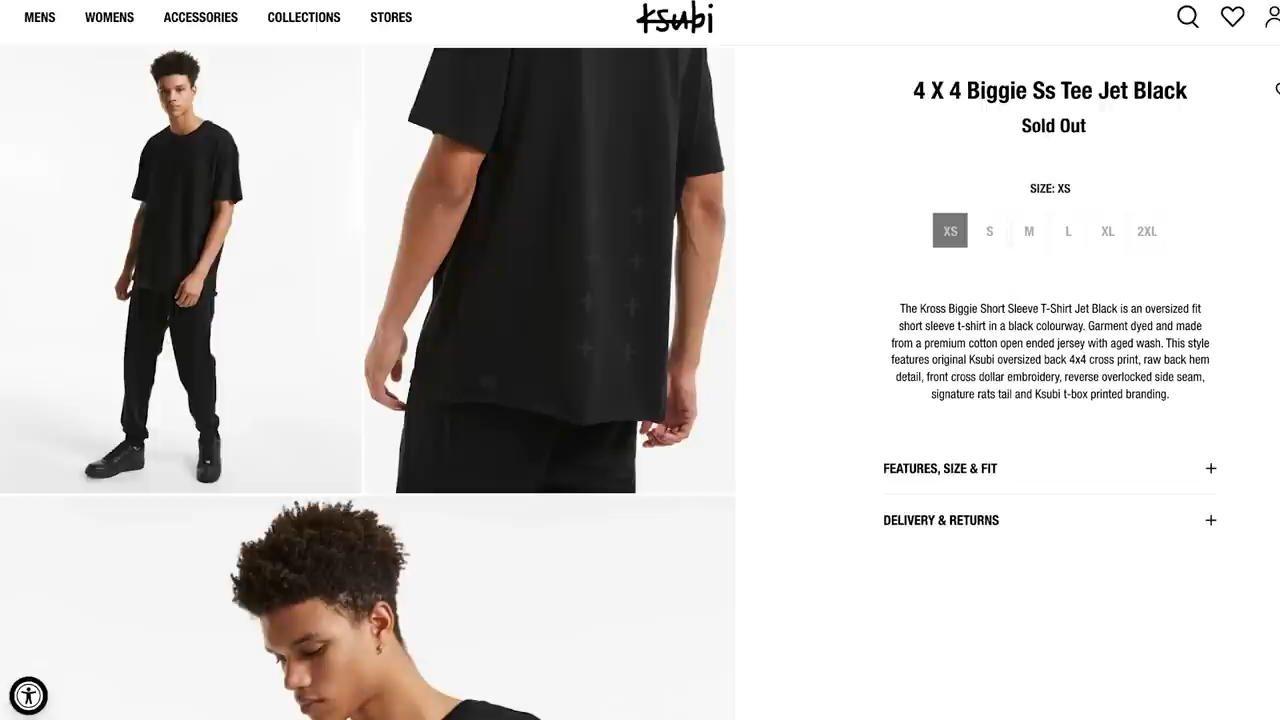 MENS WOMENS ACCESSORIES COLLECTIONS STORES
ksubi
4 X 4 Biggie Ss Tee Jet Black
Sold Out
SIZE: XS
XS S M L XL 2XL
The Kross Biggie Short Sleeve T-Shirt Jet Black is an oversized fit
short sleeve t-shirt in a black colourway. Garment dyed and made
from a premium cotton open ended jersey with aged wash. This style
features original Ksubi oversized back 4x4 cross print, raw back hem
detail, front cross dollar embroidery, reverse overlocked side seam,
signature rats tail and Ksubi t-box printed branding.
FEATURES, SIZE & FIT +
DELIVERY & RETURNS +